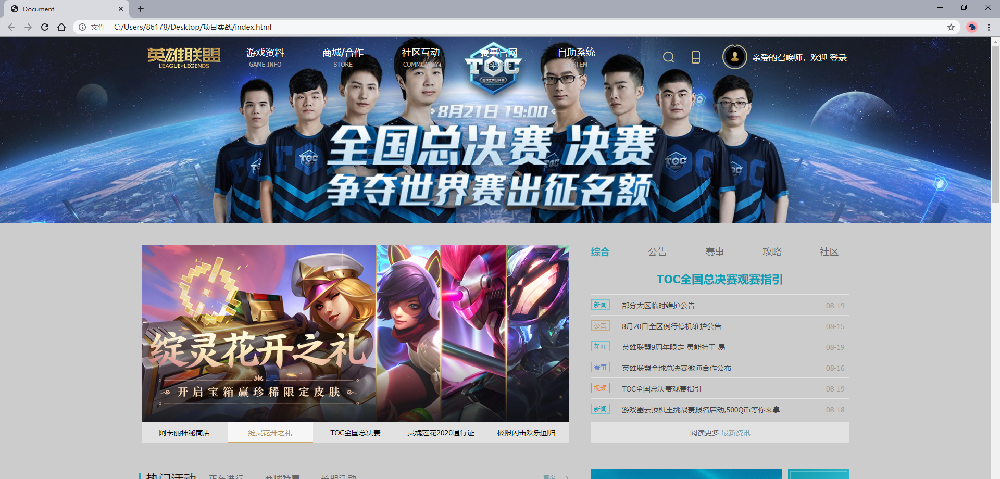 Document
文件
C:/Users/86178/Desktop/项目实战/index.html
英雄联盟
LEAGUE OF LEGENDS
游戏资料
GAME INFO
商城/合作
STORE
社区互动
COMMUNITY
赛事官网
ESPORTS
自助系统
SYSTEM
亲爱的召唤师，欢迎 登录
TOC
8月21日 19:00
全国总决赛 决赛
争夺世界赛出征名额
TOC
TOC
TOC
绽灵花开之礼
开启宝箱赢珍稀限定皮肤
阿卡丽神秘商店
绽灵花开之礼
TOC全国总决赛
灵魂莲花2020通行证
极限闪击欢乐回归
综合 公告 赛事 攻略 社区
TOC全国总决赛观赛指引
新闻 部分大区临时维护公告 08-19
公告 8月20日全区例行停机维护公告 08-15
新闻 英雄联盟9周年限定 灵能特工 易 08-19
赛事 英雄联盟全球总决赛微博合作公布 08-16
视频 TOC全国总决赛观赛指引 08-19
新闻 游戏圈云顶棋王挑战赛报名启动,500Q币等你来拿 08-18
阅读更多 最新资讯
热门活动 正在进行 商城特惠 长期活动 更多